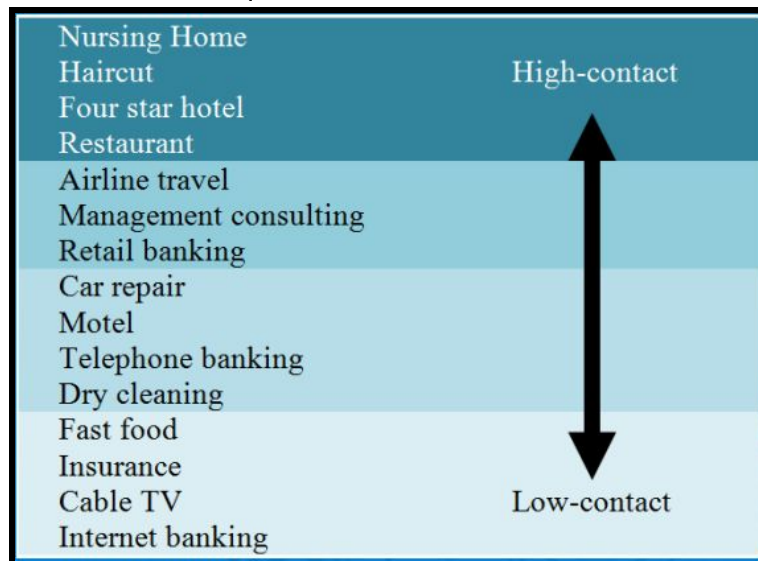 Nursing Home
Haircut
High-contact
Four star hotel
Restaurant
Airline travel
Management consulting
Retail banking
Car repair
Motel
Telephone banking
Dry cleaning
Fast food
Insurance
Cable TV
Low-contact
Internet banking